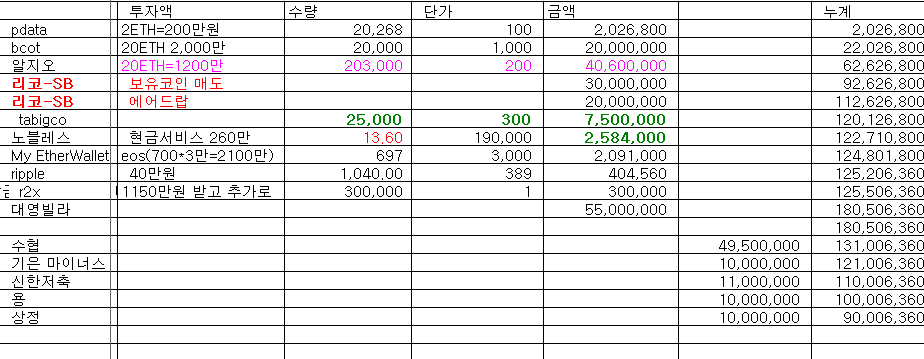 투자액 수량 단가 금액 누계
pdata 2ETH=200만원 20,268 100 2,026,800 2,026,800
bcot 20ETH 2,000만 20,000 1,000 20,000,000 22,026,800
알지오 20ETH=1200만 203,000 200 40,600,000 62,626,800
리코-SB 보유코인 매도 30,000,000 92,626,800
리코-SB 에어드랍 20,000,000 112,626,800
tabigco 25,000 300 7,500,000 120,126,800
노블레스 현금서비스 260만 13,60 190,000 2,584,000 122,710,800
My EtherWallet eos(700*3만=2100만) 697 3,000 2,091,000 124,801,800
ripple 40만원 1,040,00 389 404,560 125,206,360
r2x 1150만원 받고 추가로 300,000 1 300,000 125,506,360
대영빌라 55,000,000 180,506,360
180,506,360
수협 49,500,000 131,006,360
기은 마이너스 10,000,000 121,006,360
신한저축 11,000,000 110,006,360
용 10,000,000 100,006,360
상정 10,000,000 90,006,360